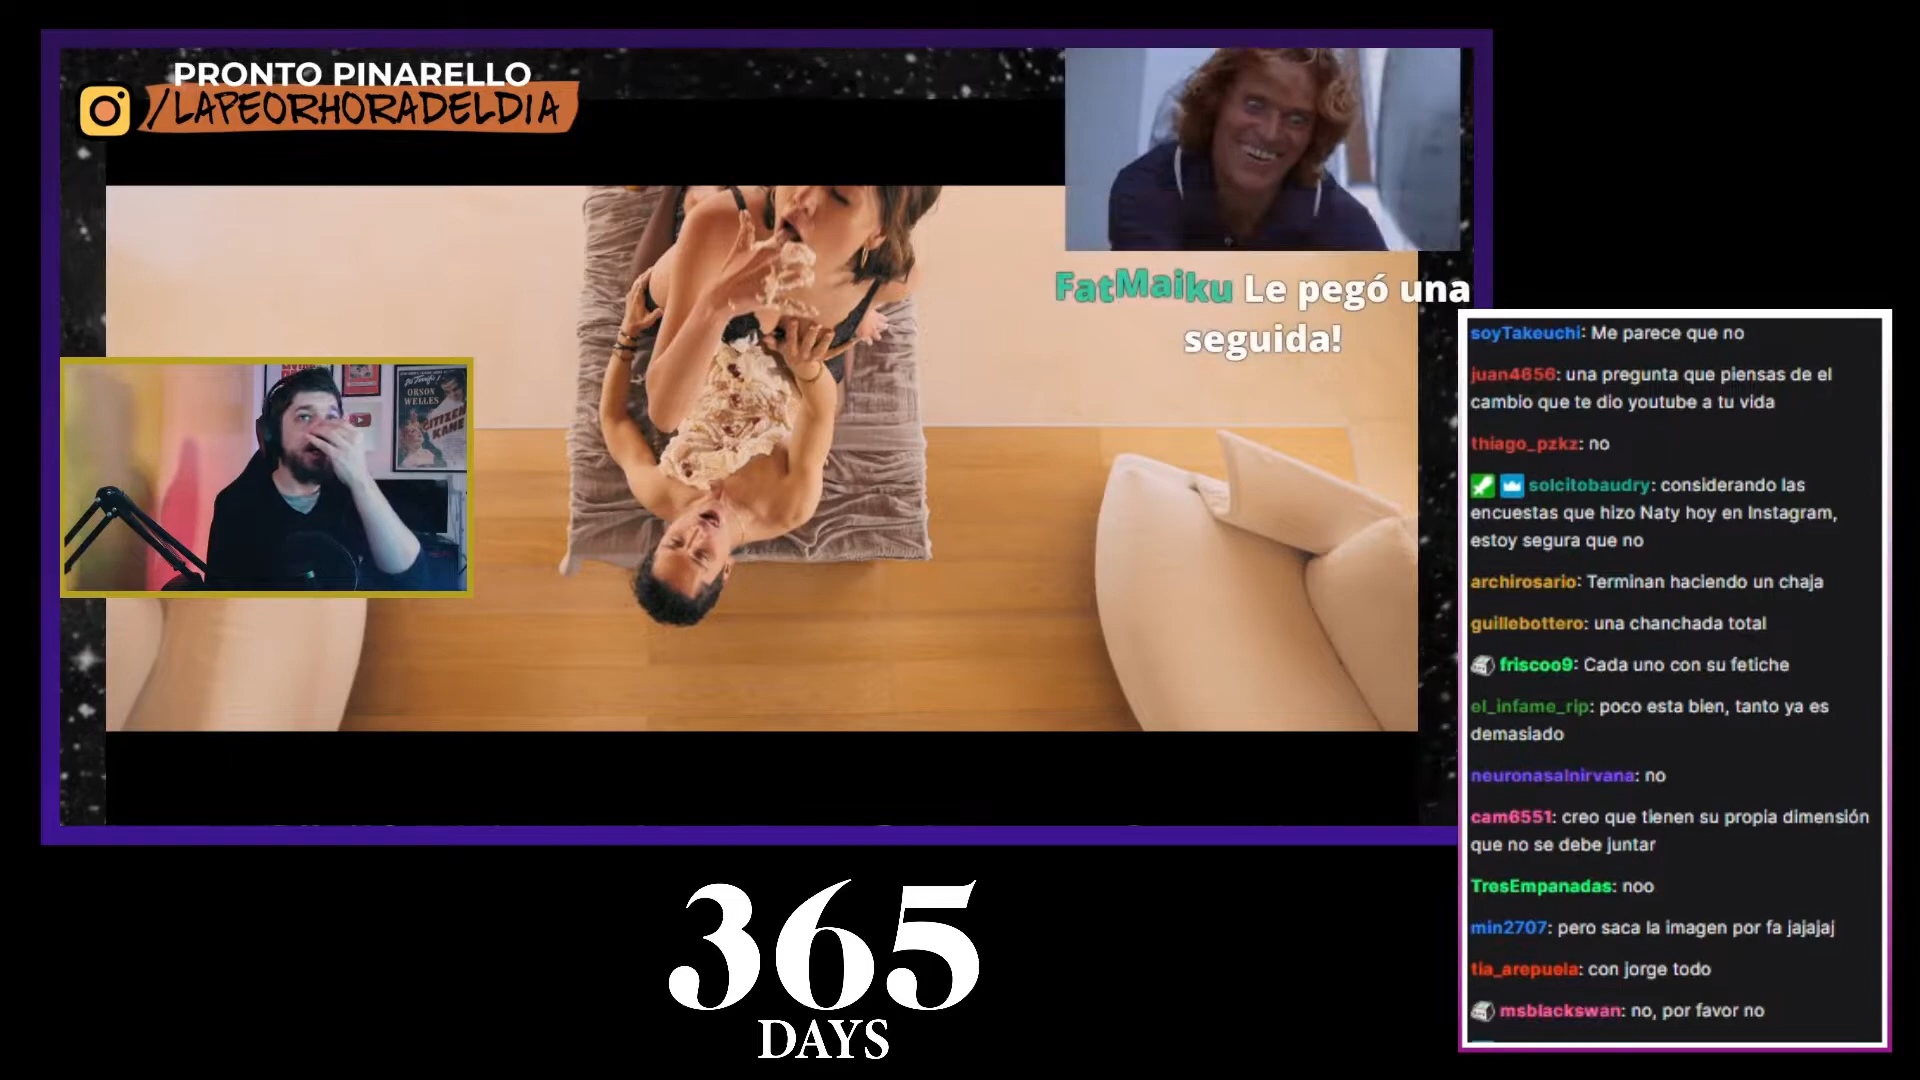 PRONTO PINARELLO
/LAPEORHORADELDIA
FatMaiku Le pegó una
seguida!
ORSON
WELLES
CITIZEN
KANE
soyTakeuchi: Me parece que no
juan4656: una pregunta que piensas de el
cambio que te dio youtube a tu vida
thiago_pzkz: no
solcitobaudry: considerando las
encuestas que hizo Naty hoy en Instagram,
estoy segura que no
archirosario: Terminan haciendo un chaja
guillebottero: una chanchada total
friscoo9: Cada uno con su fetiche
el_infame_rip: poco esta bien, tanto ya es
demasiado
neuronasalnirvana: no
cam6551: creo que tienen su propia dimensión
que no se debe juntar
TresEmpanadas: noo
min2707: pero saca la imagen por fa jajajaj
tia_arepuela: con jorge todo
msblackswan: no, por favor no
365
DAYS